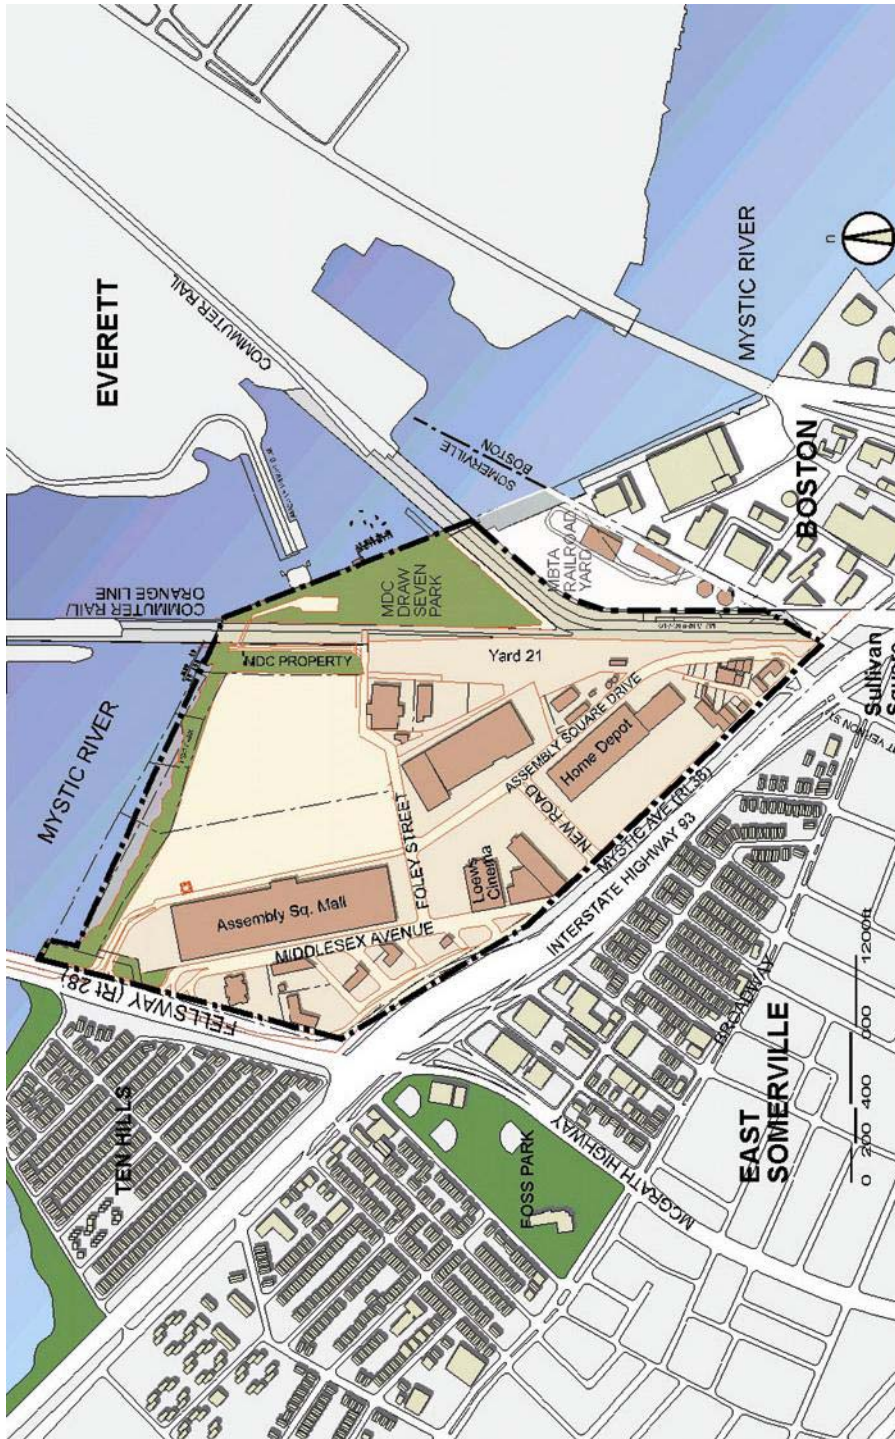 EVERETT
COMMUTER RAIL
MYSTIC RIVER
n
COMMUTER RAIL/
ORANGE LINE
SOMERVILLE
BOSTON
BOSTON
MDC
DRAW
SEVEN
PARK
MBTA
RAILROAD
YARD
MYSTIC RIVER
MDC PROPERTY
Yard 21
ASSEMBLY SQUARE DRIVE
Home Depot
NEW ROAD
MYSTIC AVE (Rt.38)
INTERSTATE HIGHWAY 93
FOLEY STREET
Loews
Cinema
Assembly Sq. Mall
MIDDLESEX AVENUE
FELLSWAY (Rt 28)
TEN HILLS
FOSS PARK
MCGRATH HIGHWAY
BROADWAY
EAST
SOMERVILLE
Sullivan
0 200 400 800 1200ft